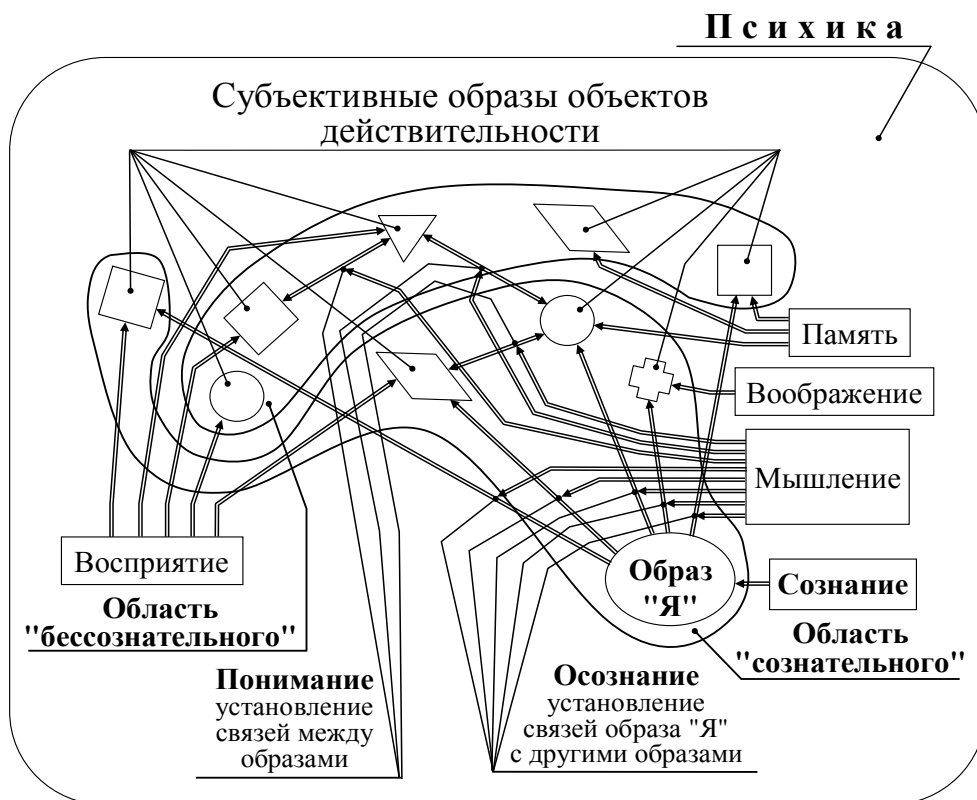 Психика
Субъективные образы объектов
действительности
Память
Воображение
Мышление
Восприятие
Образ
"Я"
Сознание
Область
"бессознательного"
Область
"сознательного"
Понимание
установление
связей между
образами
Осознание
установление
связей образа "Я"
с другими образами